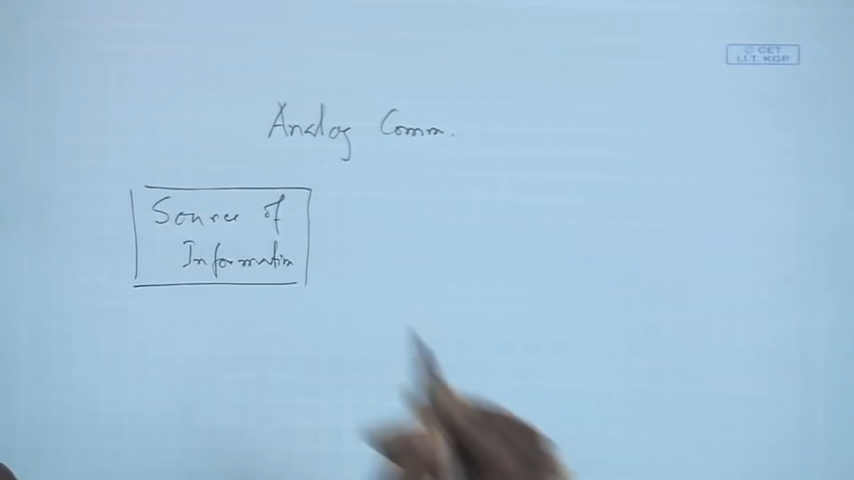 © CET
I.I.T. KGP
Analog Comm.
Source of
Information